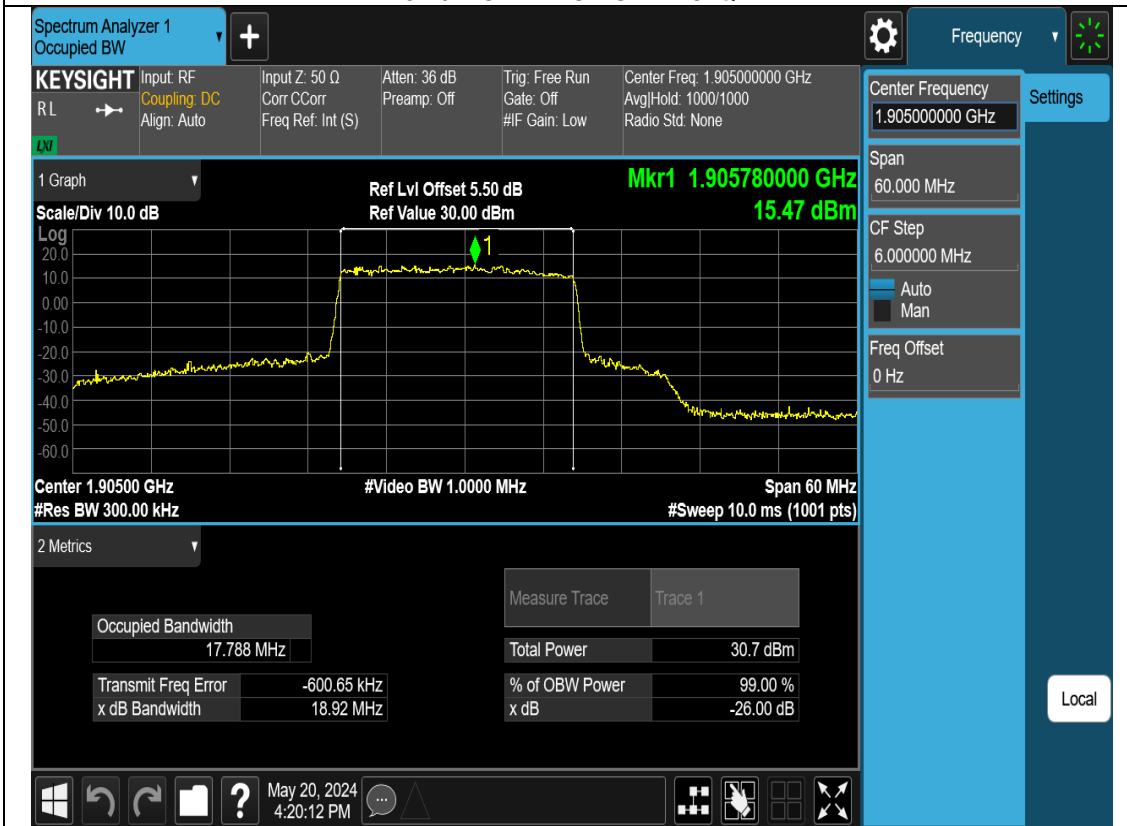 Spectrum Analyzer 1
Occupied BW
Frequency
KEYSIGHT
R L
LXI
Input: RF
Coupling: DC
Align: Auto
Input Z: 50 Ω
Corr CCorr
Freq Ref: Int (S)
Atten: 36 dB
Preamp: Off
Trig: Free Run
Gate: Off
#IF Gain: Low
Center Freq: 1.905000000 GHz
Avg|Hold: 1000/1000
Radio Std: None
Center Frequency
1.905000000 GHz
Settings
Span
60.000 MHz
CF Step
6.000000 MHz
Auto
Man
Freq Offset
0 Hz
Local
1 Graph
Scale/Div 10.0 dB
Ref Lvl Offset 5.50 dB
Ref Value 30.00 dBm
Mkr1 1.905780000 GHz
15.47 dBm
Log
20.0
10.0
0.00
-10.0
-20.0
-30.0
-40.0
-50.0
-60.0
1
Center 1.90500 GHz
#Video BW 1.0000 MHz
Span 60 MHz
#Res BW 300.00 kHz
#Sweep 10.0 ms (1001 pts)
2 Metrics
Measure Trace
Trace 1
Occupied Bandwidth
17.788 MHz
Total Power
30.7 dBm
Transmit Freq Error
-600.65 kHz
% of OBW Power
99.00 %
x dB Bandwidth
18.92 MHz
x dB
-26.00 dB
?
May 20, 2024
4:20:12 PM